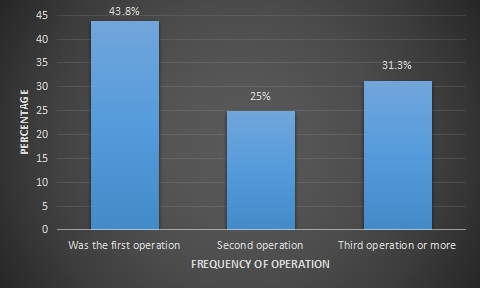 43.8%
25%
31.3%
45
40
35
30
25
20
15
10
5
0
PERCENTAGE
Was the first operation
Second operation
Third operation or more
FREQUENCY OF OPERATION